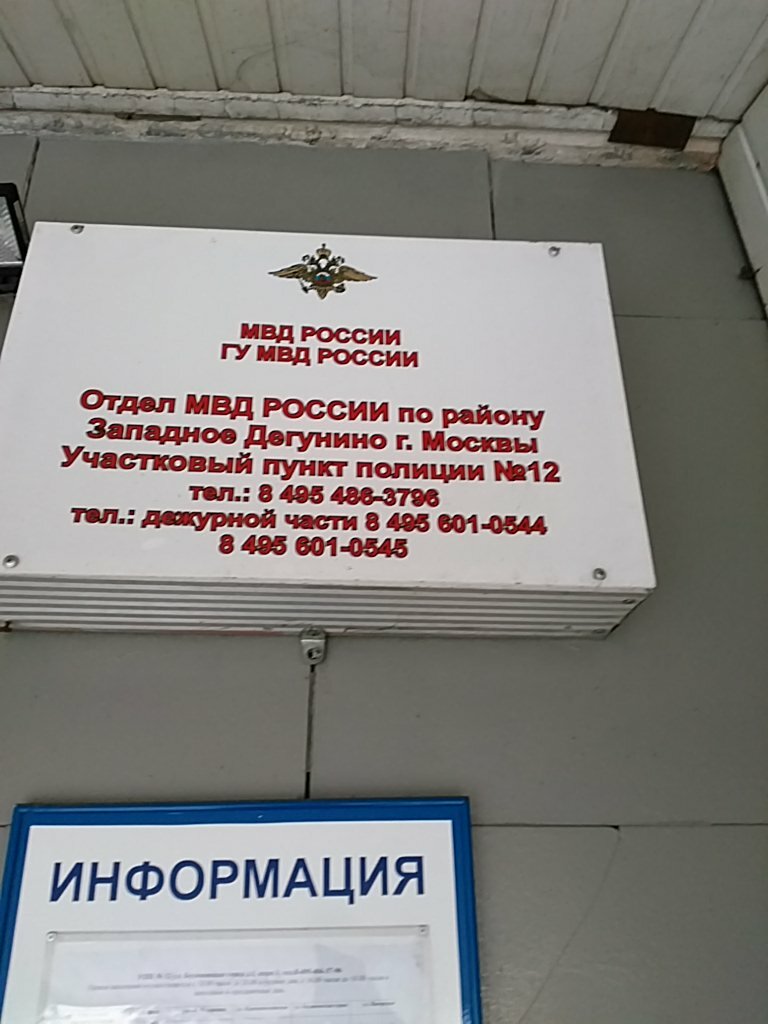 МВД РОССИИ
ГУ МВД РОССИИ
Отдел МВД РОССИИ по району
Западное Дегунино г. Москвы
Участковый пункт полиции №12
тел.: 8 495 486-3796
тел.: дежурной части 8 495 601-0544
8 495 601-0545
ИНФОРМАЦИЯ